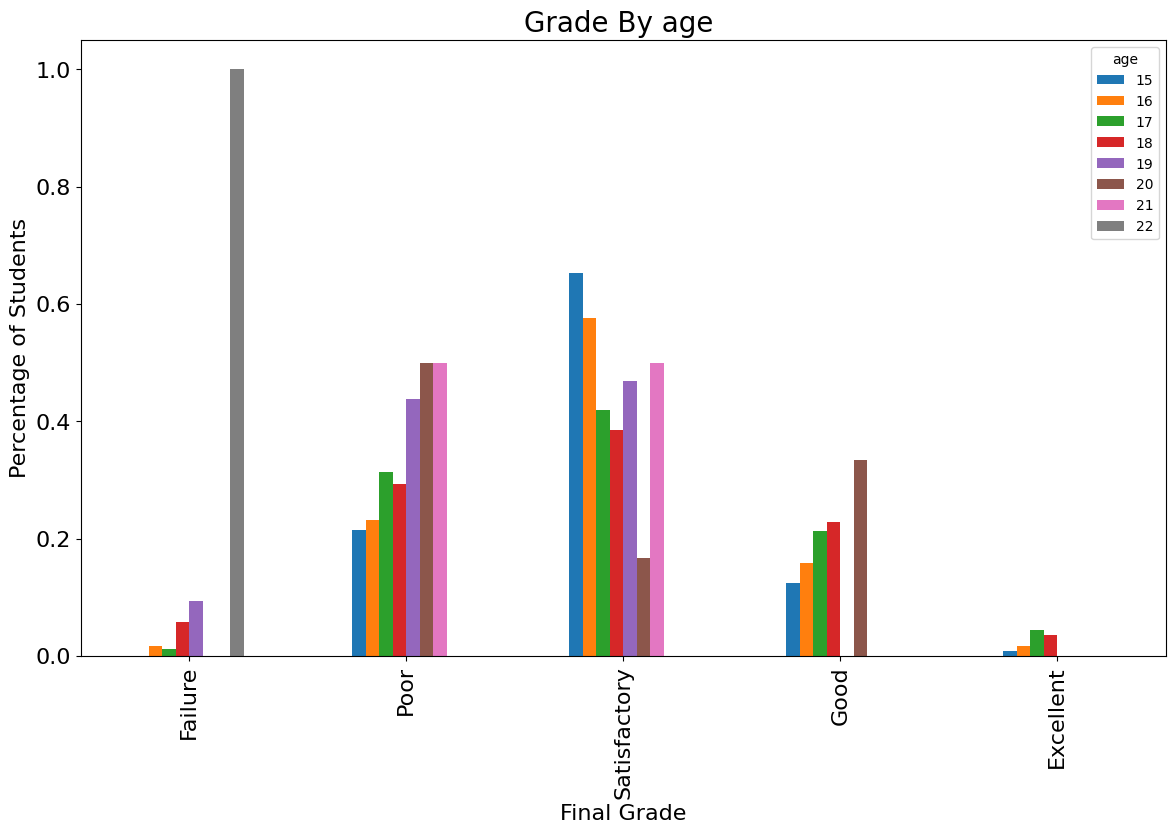 Grade By age
age
15
16
17
18
19
20
21
22
Percentage of Students
1.0
0.8
0.6
0.4
0.2
0.0
Failure
Poor
Satisfactory
Good
Excellent
Final Grade